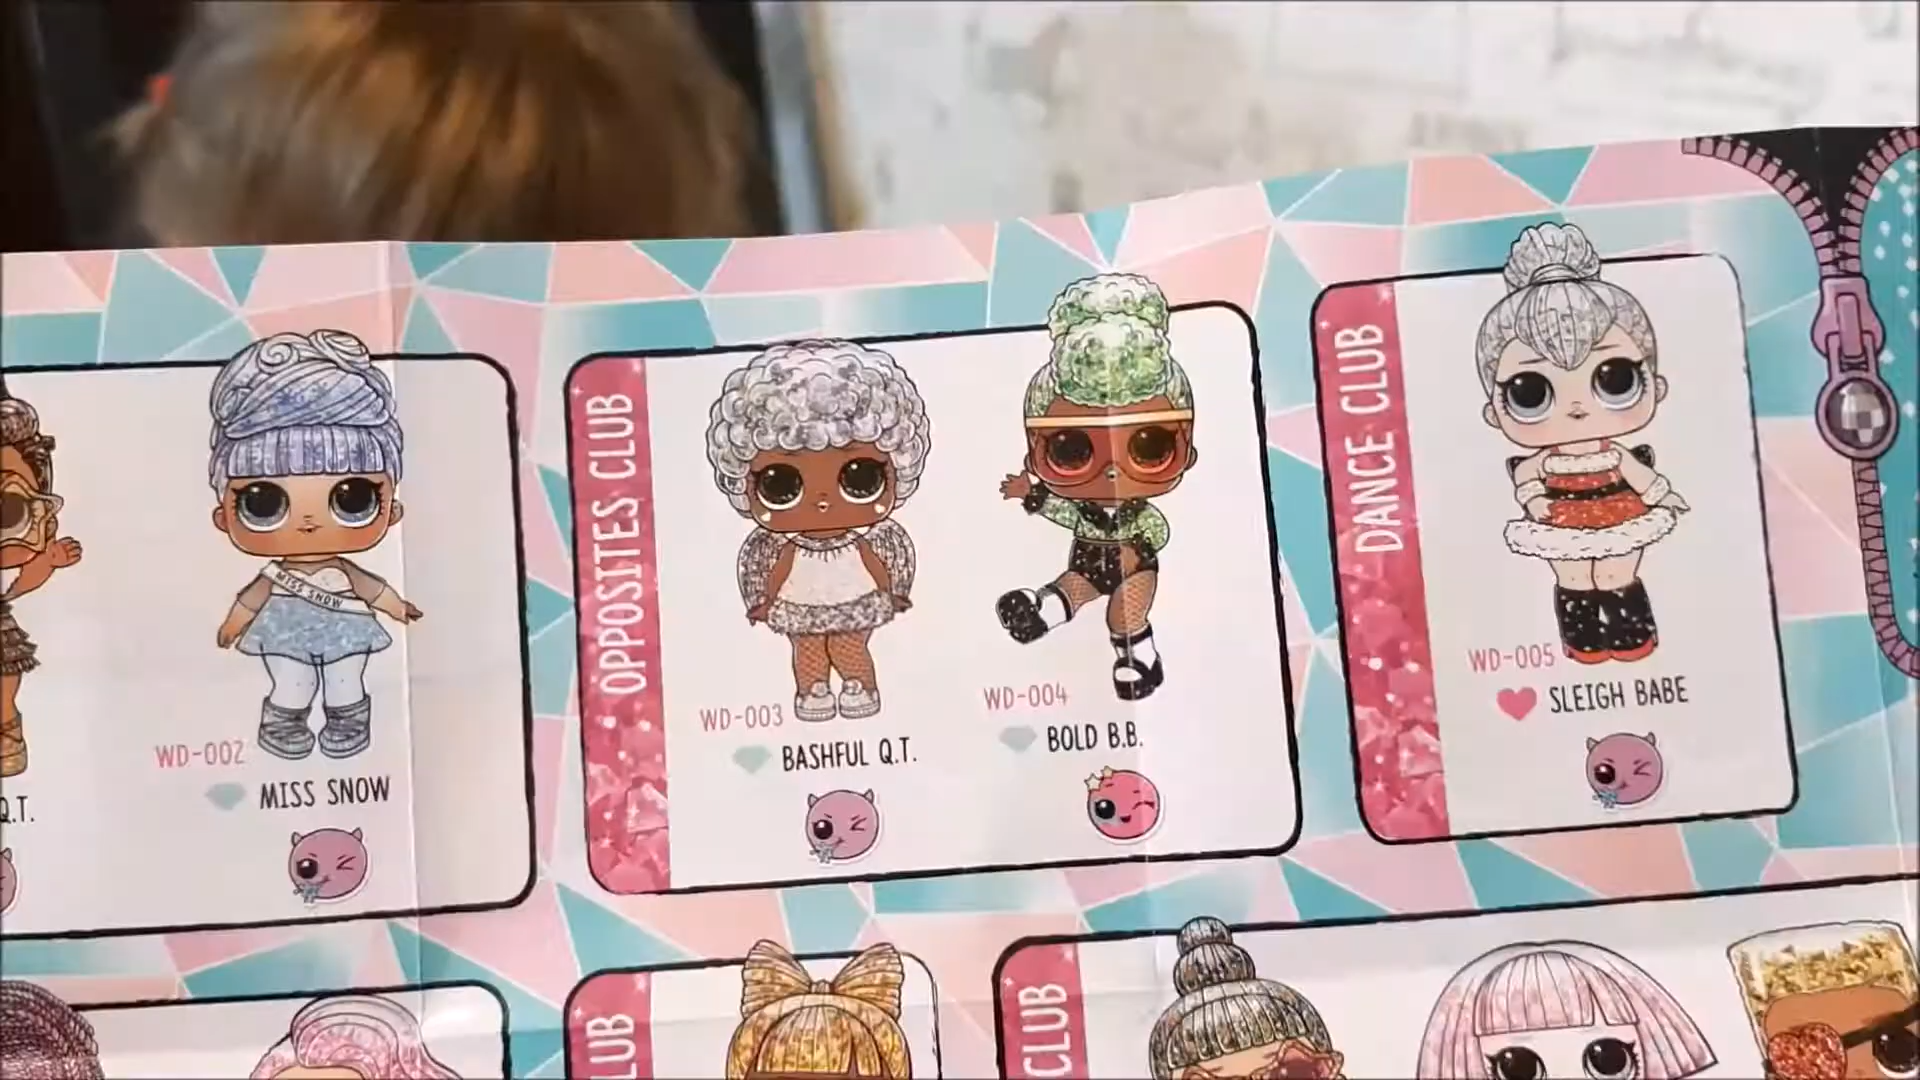 Q.T.
MISS SNOW
WD-002
MISS SNOW
OPPOSITES CLUB
WD-003
BASHFUL Q.T.
WD-004
BOLD B.B.
DANCE CLUB
WD-005
SLEIGH BABE
CLUB
CLUB